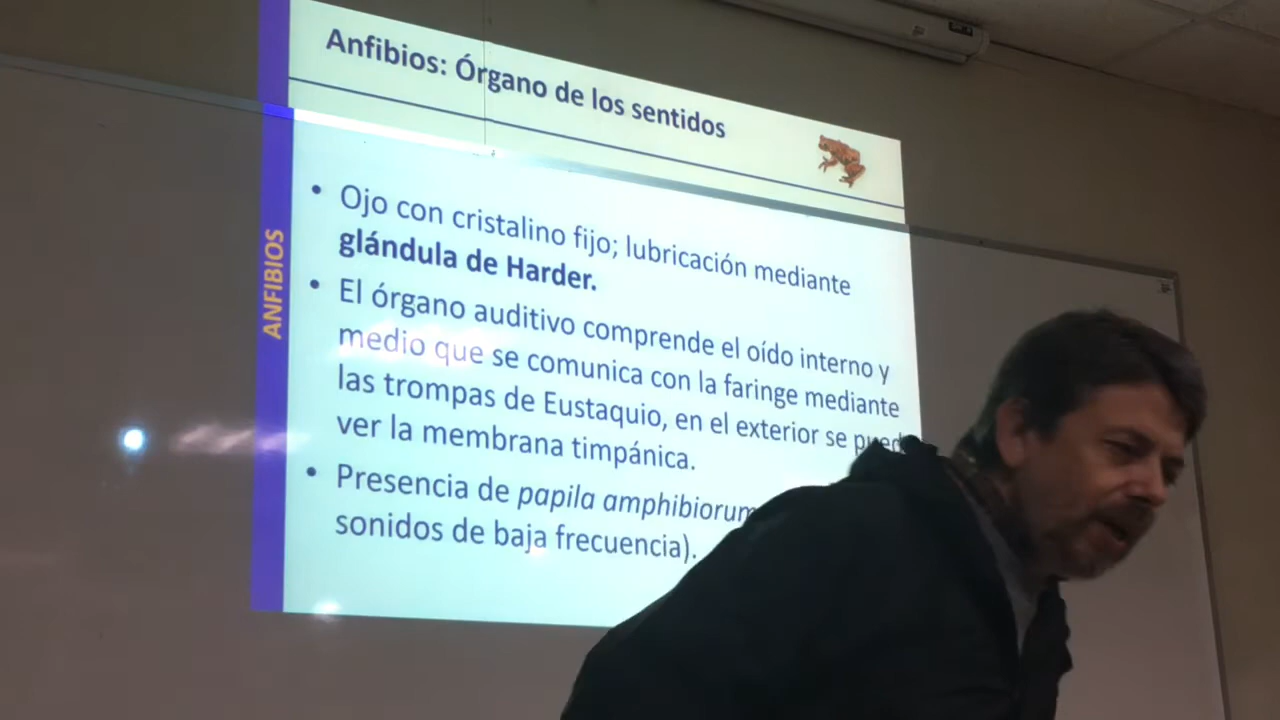 Anfibios: Órgano de los sentidos
ANFIBIOS
• Ojo con cristalino fijo; lubricación mediante
glándula de Harder.
• El órgano auditivo comprende el oído interno y
medio que se comunica con la faringe mediante
las trompas de Eustaquio, en el exterior se
ver la membrana timpánica.
• Presencia de papila amphibiorum
sonidos de baja frecuencia).